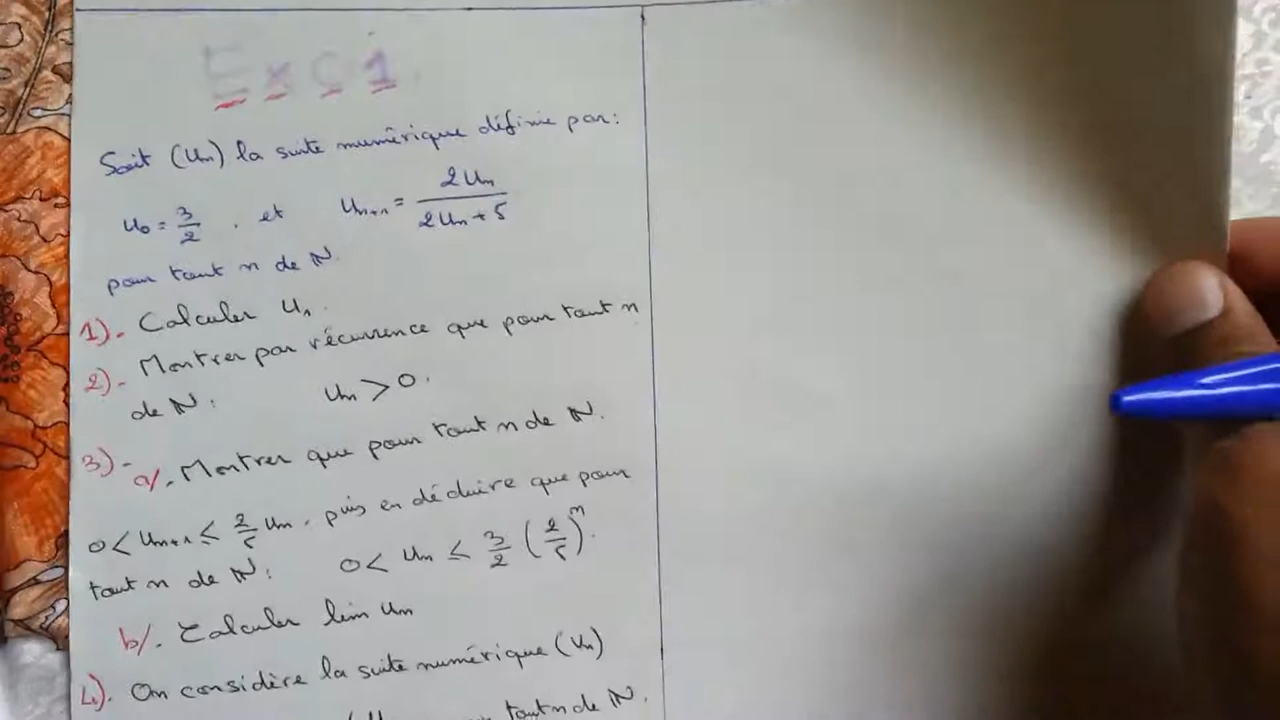 Exc 1
Soit (Un) la suite numérique définie par:
U0 = 3/2 . et Un+1 = 2Un / 2Un + 5
pour tout n de ℕ.
1). Calculer U1.
2)- Montrer par récurrence que pour tout n
de ℕ: Un > 0.
3)- a/. Montrer que pour tout n de ℕ.
0 < Un+1 ≤ 2/5 Un. puis en déduire que pour
tout n de ℕ: 0 < Un ≤ 3/2 (2/5)^n.
b/. Calculer lim Un
4). On considère la suite numérique (Vn)
tout n de ℕ.